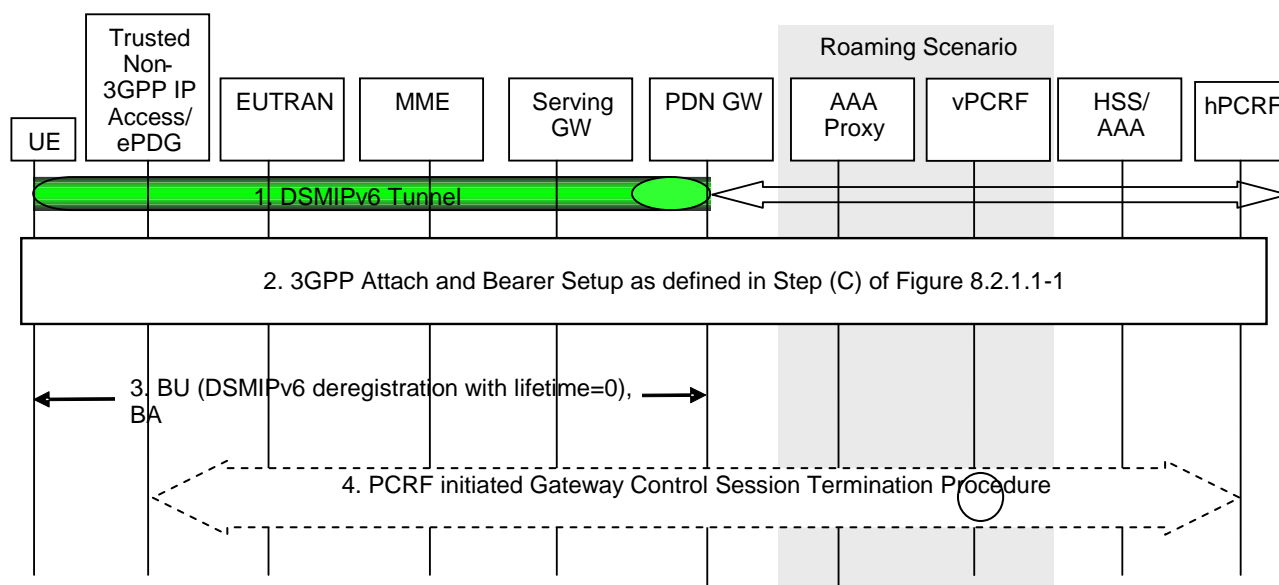 Roaming Scenario
UE
Trusted
Non-
3GPP IP
Access/
ePDG
EUTRAN
MME
Serving
GW
PDN GW
AAA
Proxy
vPCRF
HSS/
AAA
hPCRF
1. DSMIPv6 Tunnel
2. 3GPP Attach and Bearer Setup as defined in Step (C) of Figure 8.2.1.1-1
3. BU (DSMIPv6 deregistration with lifetime=0),
BA
4. PCRF initiated Gateway Control Session Termination Procedure